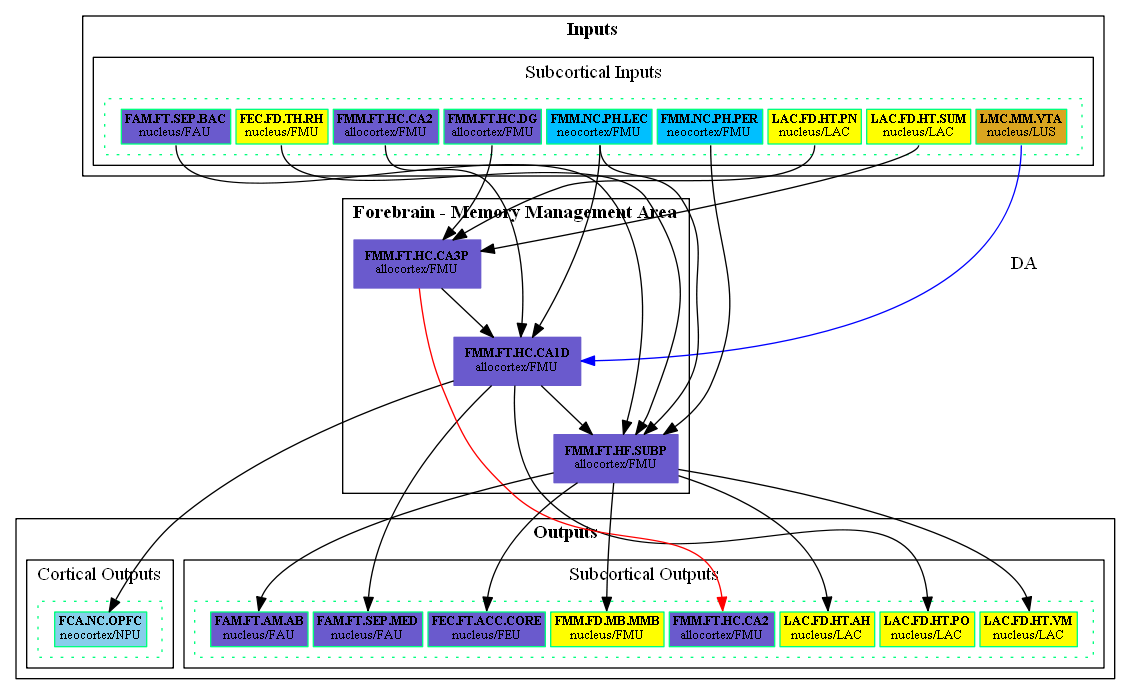 Inputs
Subcortical Inputs
FAM.FT.SEP.BAC
nucleus/FAU
FEC.FD.TH.RH
nucleus/FMU
FMM.FT.HC.CA2
allocortex/FMU
FMM.FT.HC.DG
allocortex/FMU
FMM.NC.PH.LEC
neocortex/FMU
FMM.NC.PH.PER
neocortex/FMU
LAC.FD.HT.PN
nucleus/LAC
LAC.FD.HT.SUM
nucleus/LAC
LMC.MM.VTA
nucleus/LUS
Forebrain - Memory Management Area
FMM.FT.HC.CA3P
allocortex/FMU
DA
FMM.FT.HC.CA1D
allocortex/FMU
FMM.FT.HF.SUBP
allocortex/FMU
Outputs
Cortical Outputs
FCA.NC.OPFC
neocortex/NPU
Subcortical Outputs
FAM.FT.AM.AB
nucleus/FAU
FAM.FT.SEP.MED
nucleus/FAU
FEC.FT.ACC.CORE
nucleus/FEU
FMM.FD.MB.MMB
nucleus/FMU
FMM.FT.HC.CA2
allocortex/FMU
LAC.FD.HT.AH
nucleus/LAC
LAC.FD.HT.PO
nucleus/LAC
LAC.FD.HT.VM
nucleus/LAC